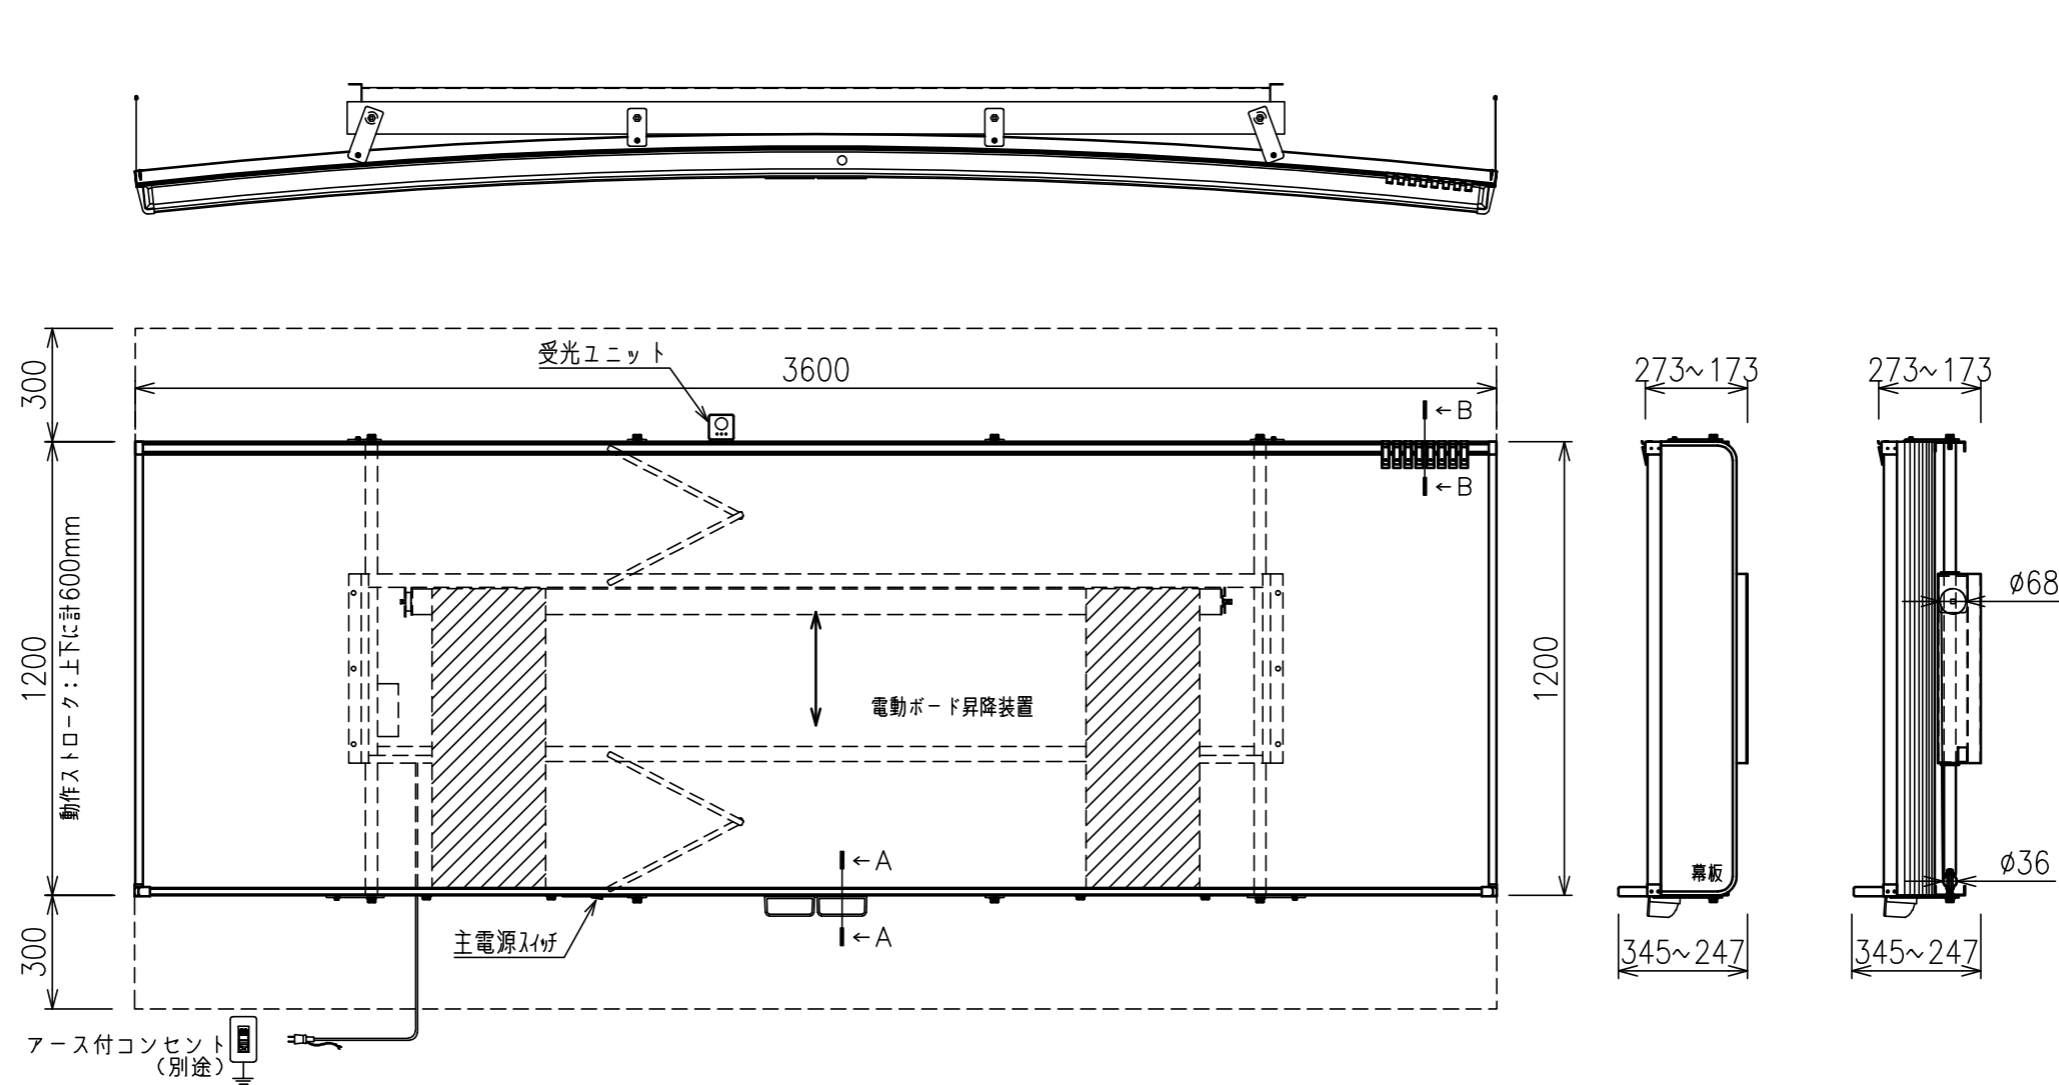 受光ユニット
3600
300
1200
動作ストローク：上下に計600mm
300
←B
←B
電動ボード昇降装置
1200
←A
←A
主電源スイッチ
アース付コンセント
（別途）
273~173
幕板
345~247
273~173
φ68
φ36
345~247